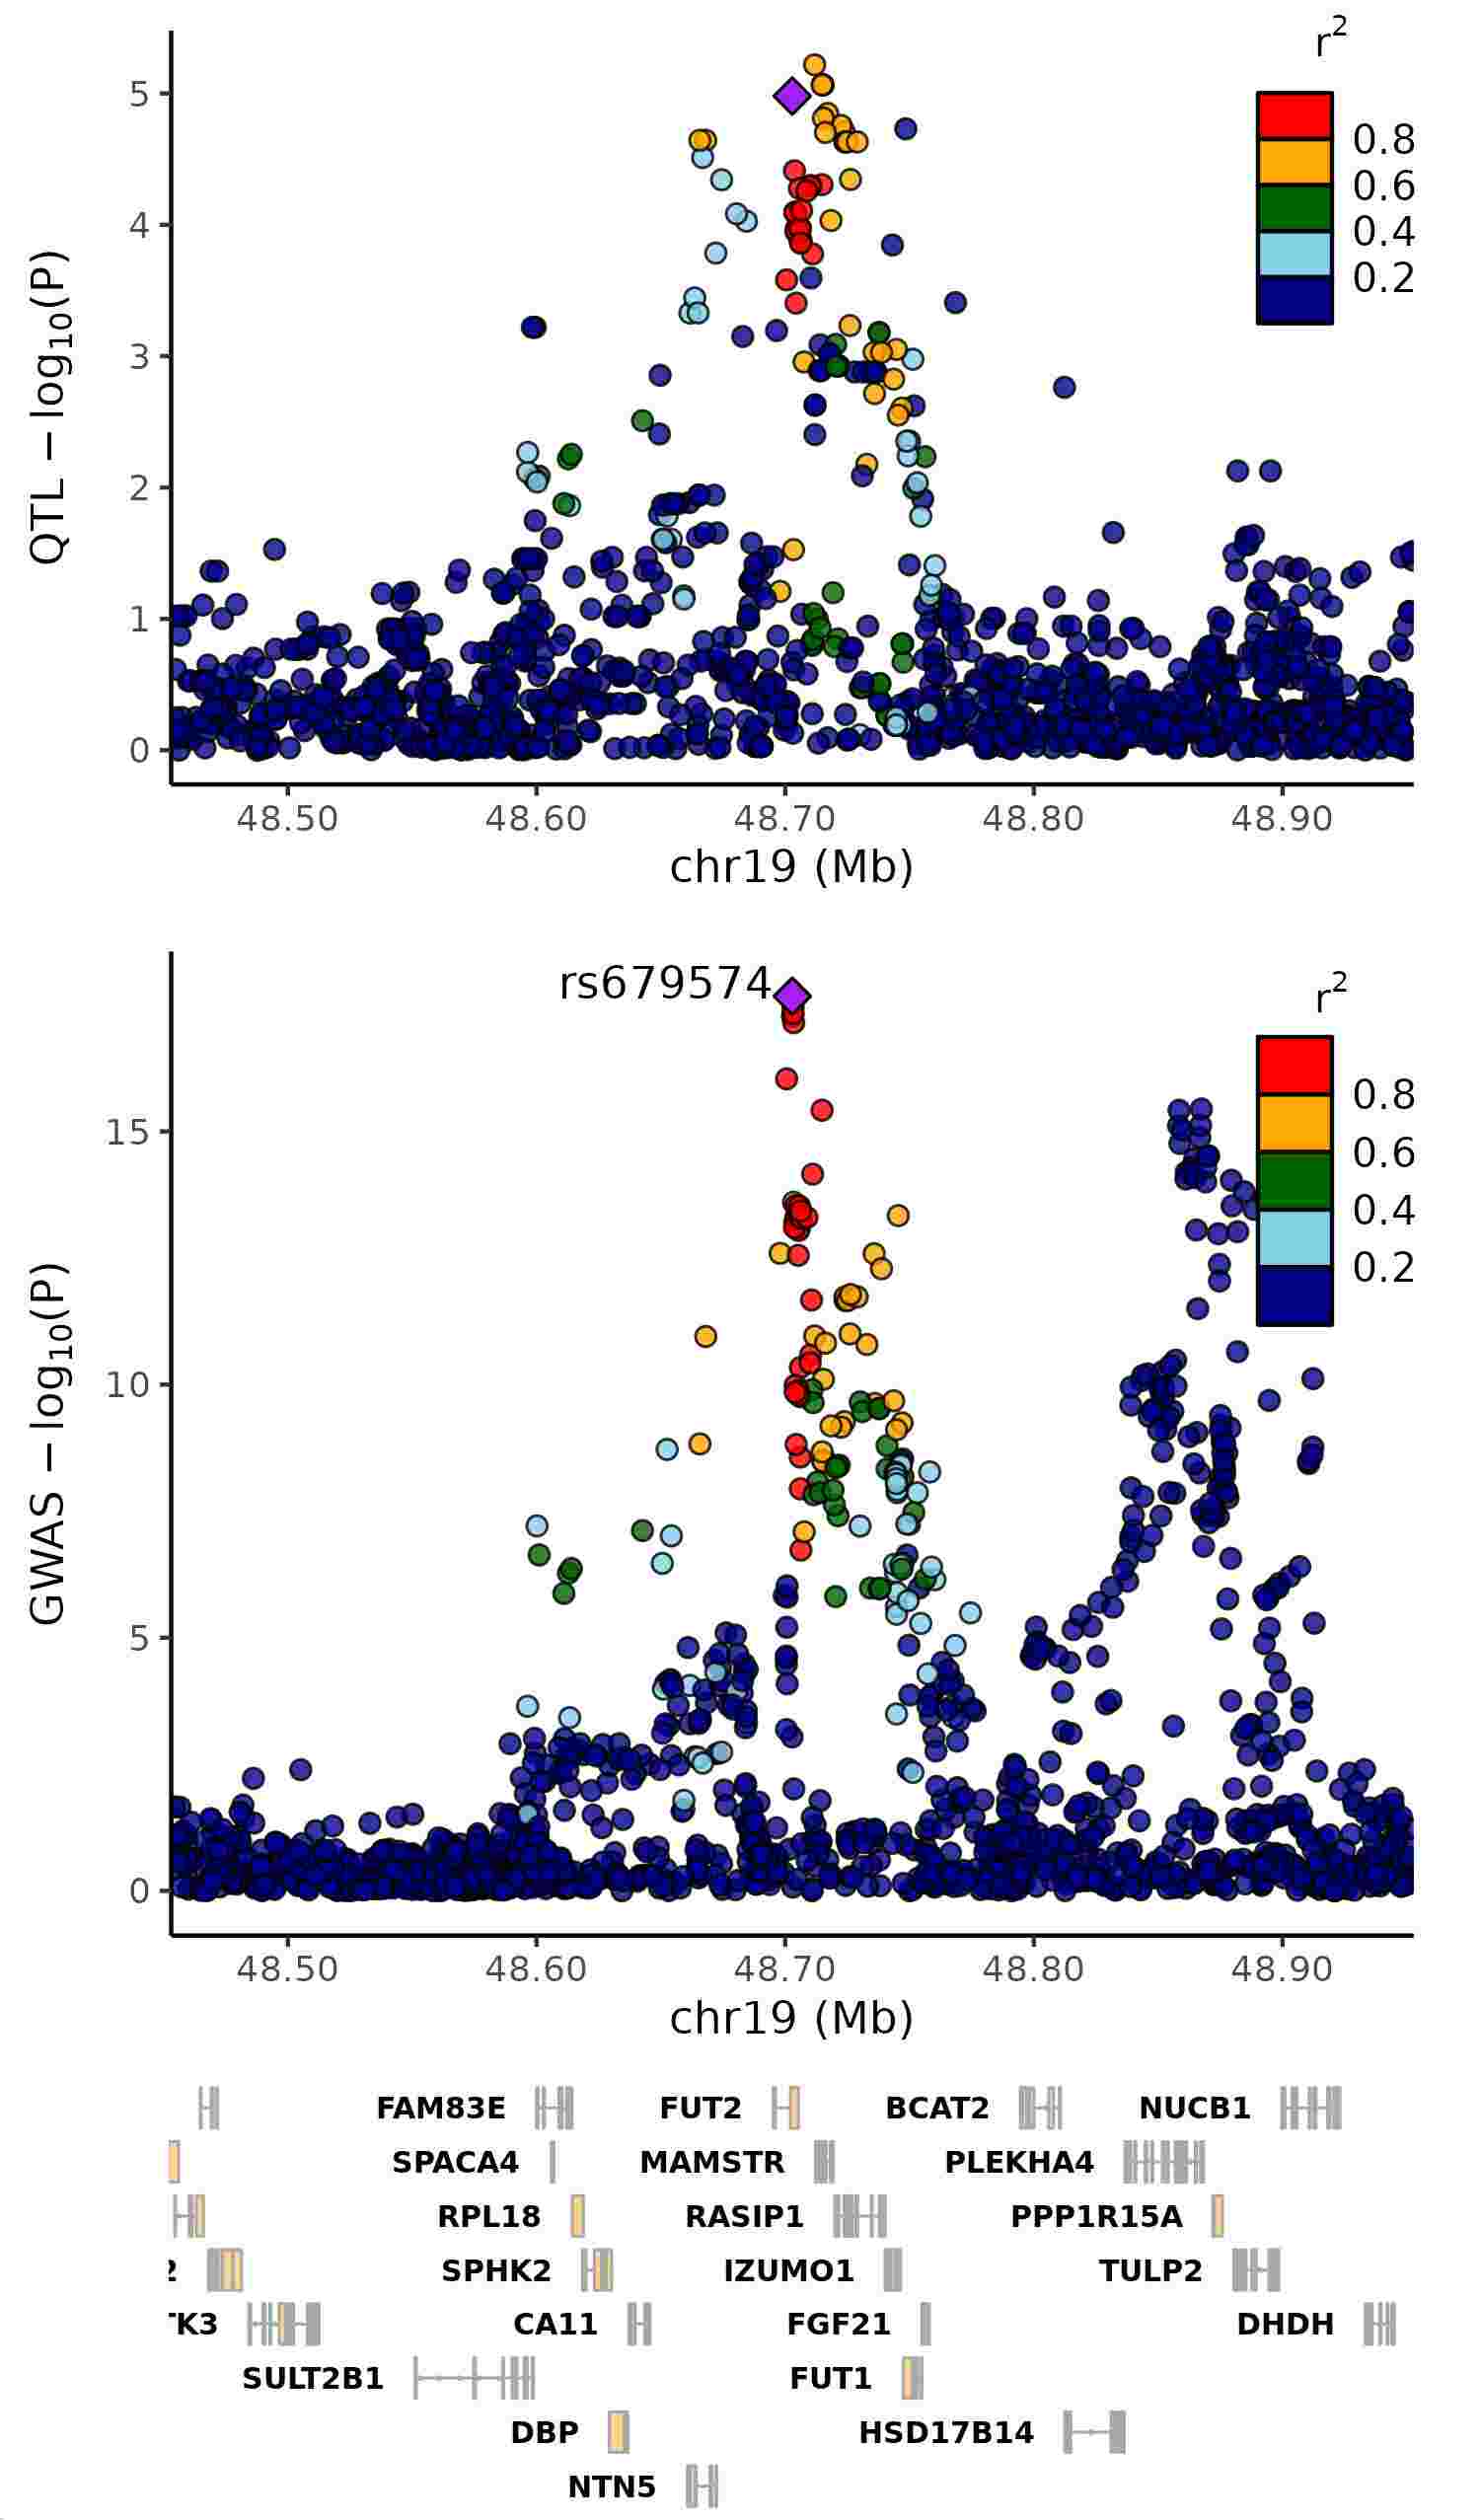 r²
5
4
3
2
1
0
QTL − log₁₀(P)
0.8
0.6
0.4
0.2
48.50 48.60 48.70 48.80 48.90
chr19 (Mb)
rs679574
r²
15
10
5
0
GWAS − log₁₀(P)
0.8
0.6
0.4
0.2
48.50 48.60 48.70 48.80 48.90
chr19 (Mb)
FAM83E FUT2 BCAT2 NUCB1
SPACA4 MAMSTR PLEKHA4
RPL18 RASIP1 PPP1R15A
2 SPHK2 IZUMO1 TULP2
TK3 CA11 FGF21 DHDH
SULT2B1 FUT1
DBP HSD17B14
NTN5